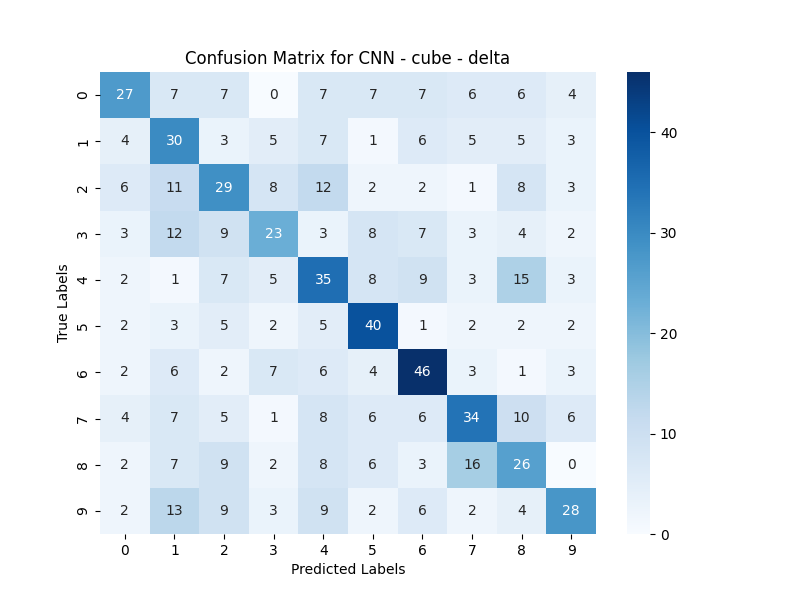 Confusion Matrix for CNN - cube - delta
0 27 7 7 0 7 7 7 6 6 4
1 4 30 3 5 7 1 6 5 5 3
2 6 11 29 8 12 2 2 1 8 3
3 3 12 9 23 3 8 7 3 4 2
4 2 1 7 5 35 8 9 3 15 3
5 2 3 5 2 5 40 1 2 2 2
6 2 6 2 7 6 4 46 3 1 3
7 4 7 5 1 8 6 6 34 10 6
8 2 7 9 2 8 6 3 16 26 0
9 2 13 9 3 9 2 6 2 4 28
0 1 2 3 4 5 6 7 8 9
Predicted Labels
True Labels
40
30
20
10
0